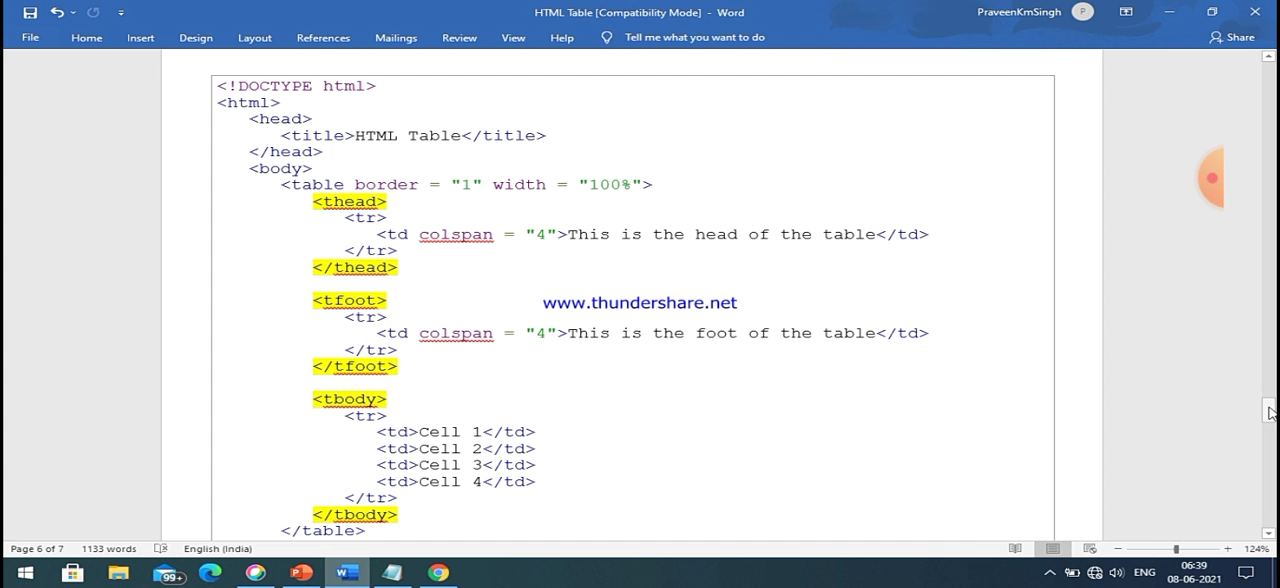 HTML Table [Compatibility Mode] - Word
PraveenKmSingh
P
File Home Insert Design Layout References Mailings Review View Help Tell me what you want to do Share
<!DOCTYPE html>
<html>
<head>
<title>HTML Table</title>
</head>
<body>
<table border = "1" width = "100%">
<thead>
<tr>
<td colspan = "4">This is the head of the table</td>
</tr>
</thead>
<tfoot>
www.thundershare.net
<tr>
<td colspan = "4">This is the foot of the table</td>
</tr>
</tfoot>
<tbody>
<tr>
<td>Cell 1</td>
<td>Cell 2</td>
<td>Cell 3</td>
<td>Cell 4</td>
</tr>
</tbody>
</table>
Page 6 of 7 1133 words English (India) 124%
99+ ENG 06:39
08-06-2021